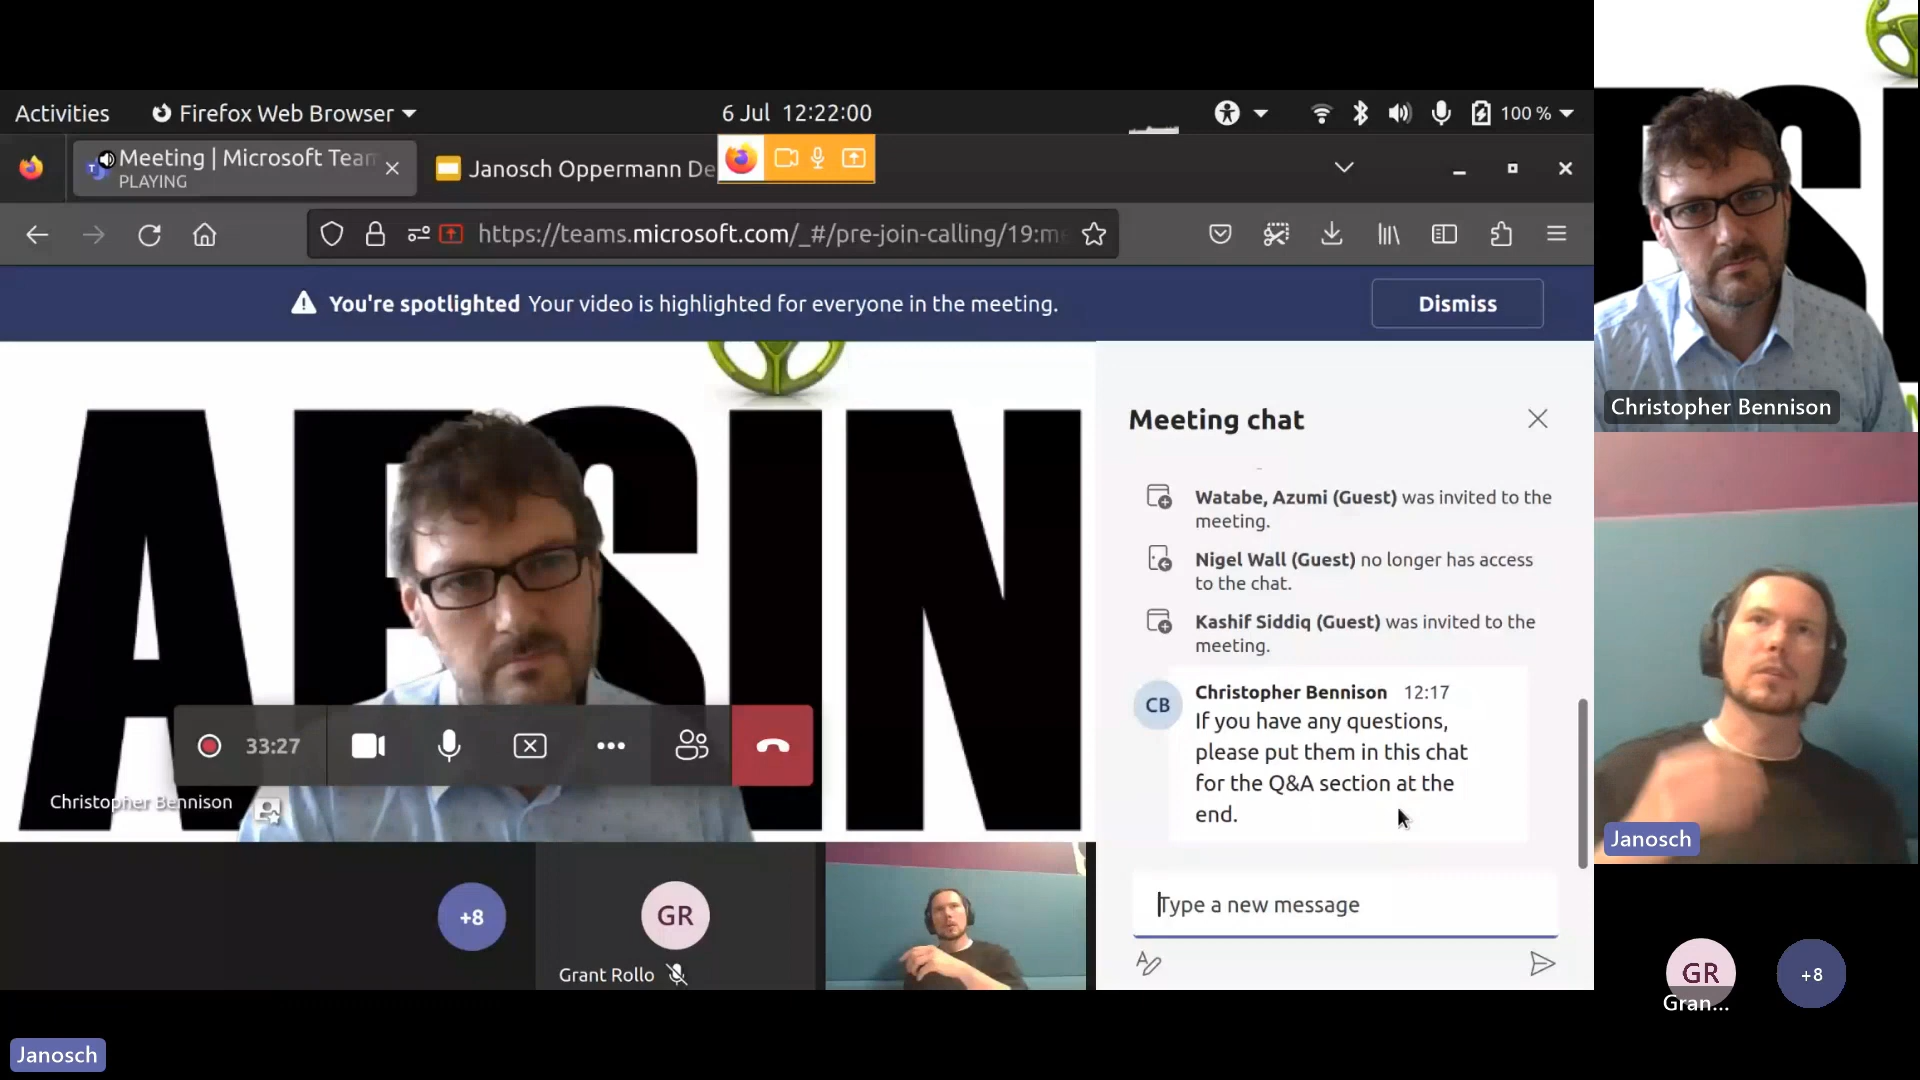 Activities
Firefox Web Browser
6 Jul 12:22:00
100 %
Meeting | Microsoft Team
PLAYING
Janosch Oppermann De
https://teams.microsoft.com/_#/pre-join-calling/19:me
You're spotlighted Your video is highlighted for everyone in the meeting.
Dismiss
AESIN
33:27
Christopher Bennison
+8
GR
Grant Rollo
Meeting chat
Watabe, Azumi (Guest) was invited to the
meeting.
Nigel Wall (Guest) no longer has access
to the chat.
Kashif Siddiq (Guest) was invited to the
meeting.
CB
Christopher Bennison 12:17
If you have any questions,
please put them in this chat
for the Q&A section at the
end.
Type a new message
Christopher Bennison
Janosch
GR
Gran...
+8
Janosch